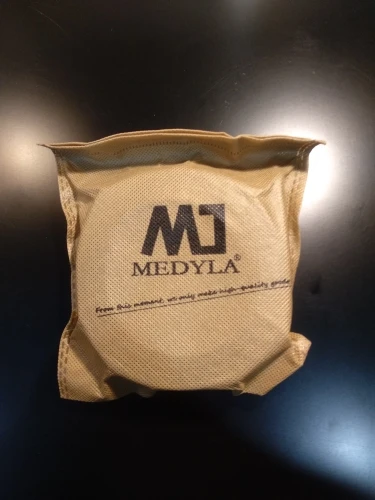 MJ
MEDYLA®
From this moment, we only make high-quality goods